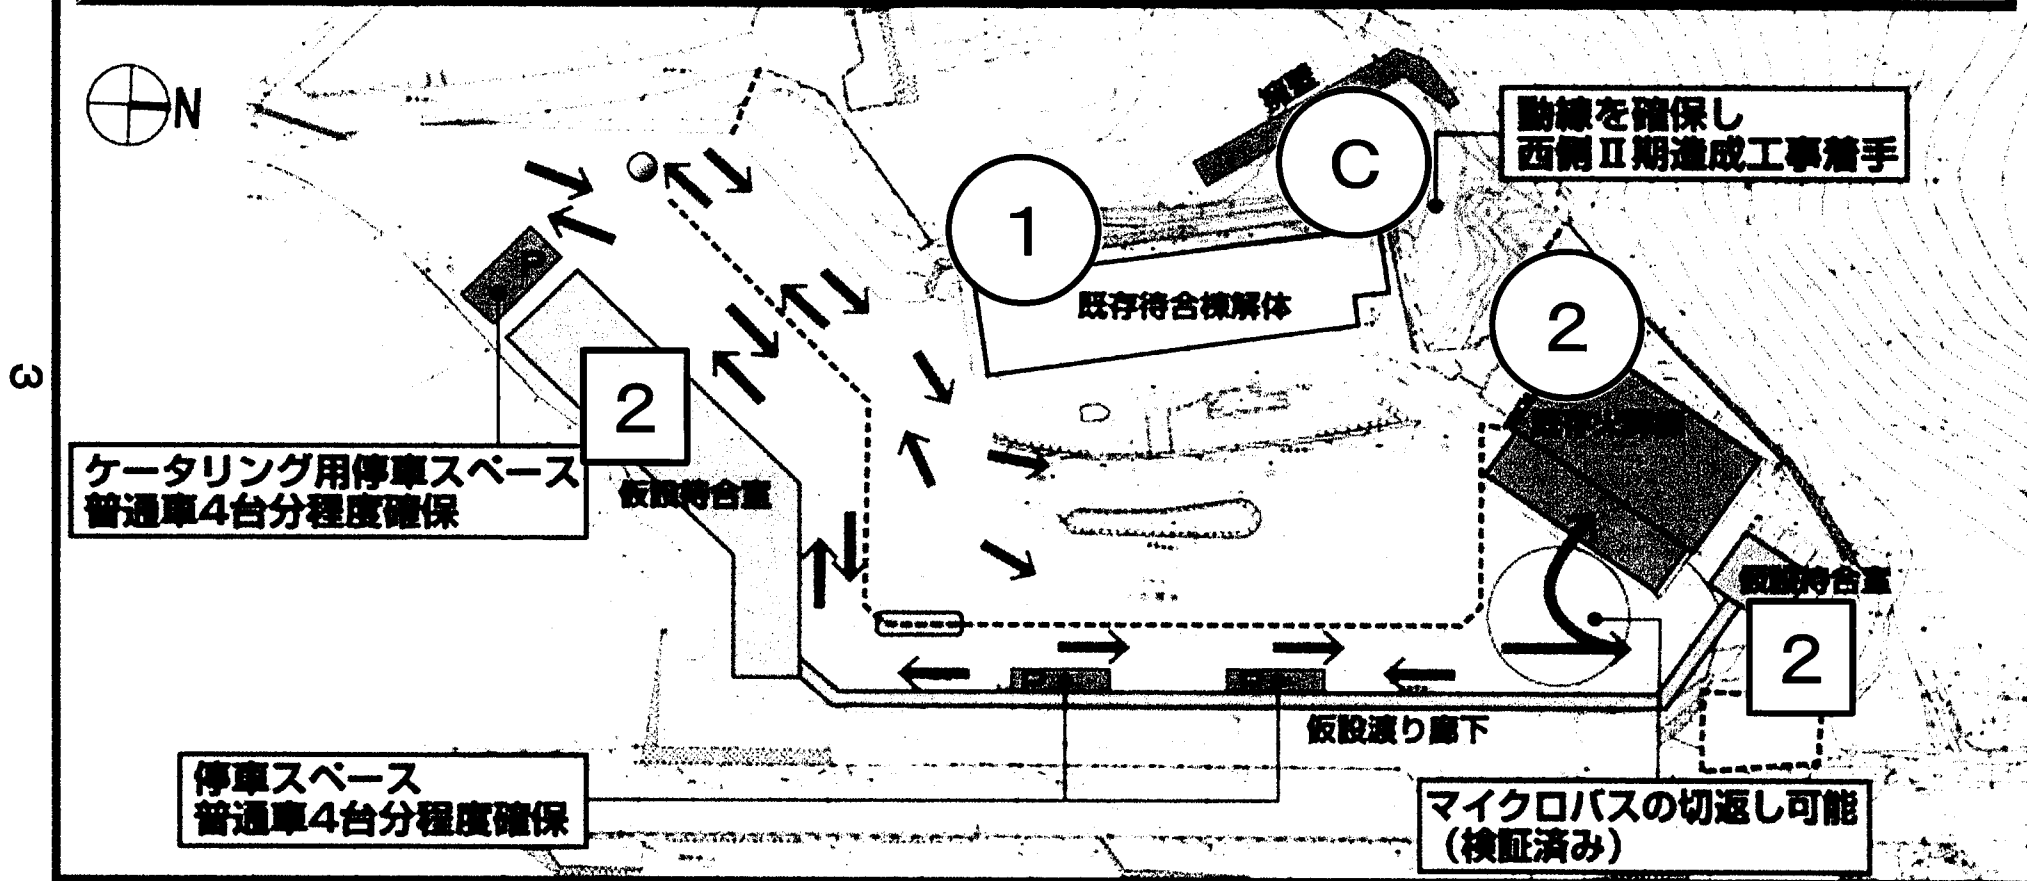 N
擁壁
C
動線を確保し
西側Ⅱ期造成工事着手
1
既存待合棟解体
2
P
2
ケータリング用停車スペース
普通車4台分程度確保
仮設待合室
仮設待合室
2
3
仮設渡り廊下
停車スペース
普通車4台分程度確保
マイクロバスの切返し可能
（検証済み）